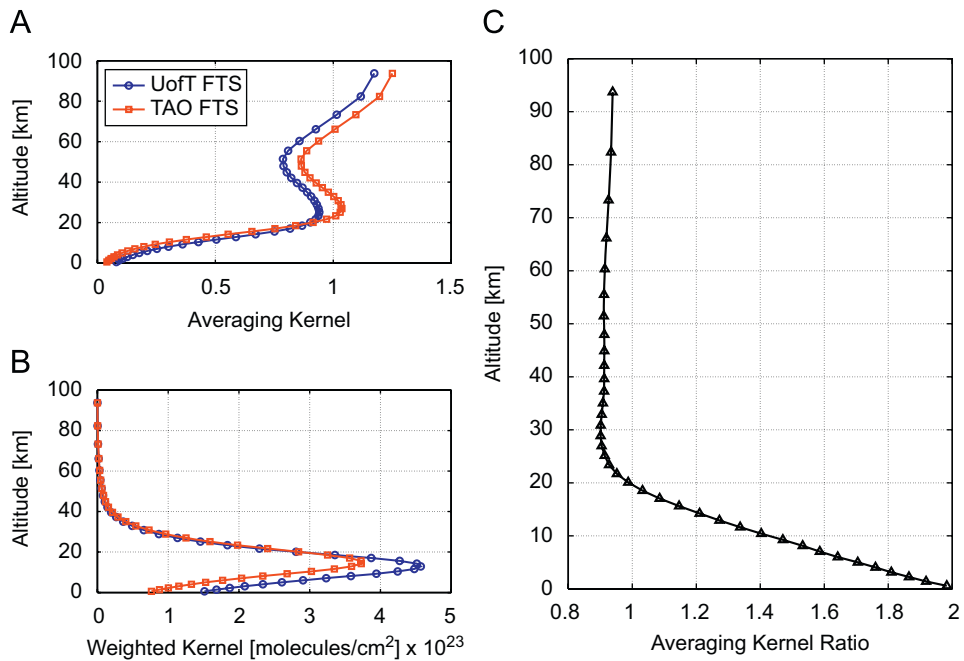 A
100
80
60
40
20
0
Altitude [km]
UofT FTS
TAO FTS
0 0.5 1 1.5
Averaging Kernel
B
100
80
60
40
20
0
Altitude [km]
0 1 2 3 4 5
Weighted Kernel [molecules/cm²] x 10²³
C
100
90
80
70
60
50
40
30
20
10
0
Altitude [km]
0.8 1 1.2 1.4 1.6 1.8 2
Averaging Kernel Ratio